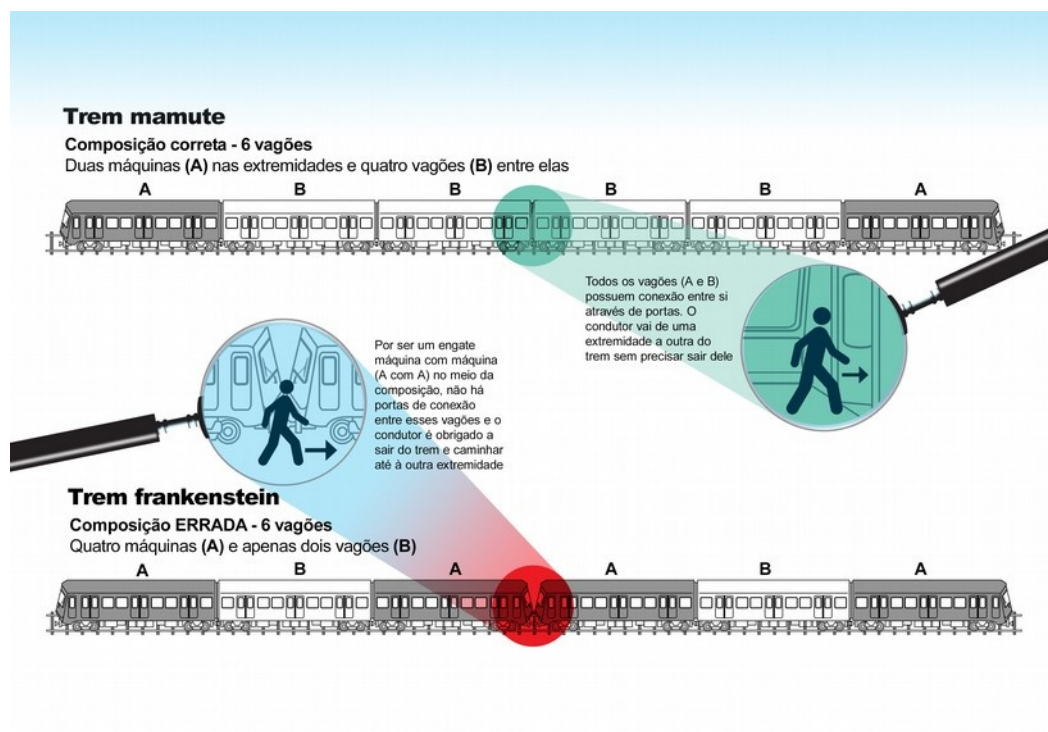 Trem mamute
Composição correta - 6 vagões
Duas máquinas (A) nas extremidades e quatro vagões (B) entre elas
A B B B B A
Todos os vagões (A e B)
possuem conexão entre si
através de portas. O
condutor vai de uma
extremidade a outra do
trem sem precisar sair dele
Por ser um engate
máquina com máquina
(A com A) no meio da
composição, não há
portas de conexão
entre esses vagões e o
condutor é obrigado a
sair do trem e caminhar
até à outra extremidade
Trem frankenstein
Composição ERRADA - 6 vagões
Quatro máquinas (A) e apenas dois vagões (B)
A B A A B A